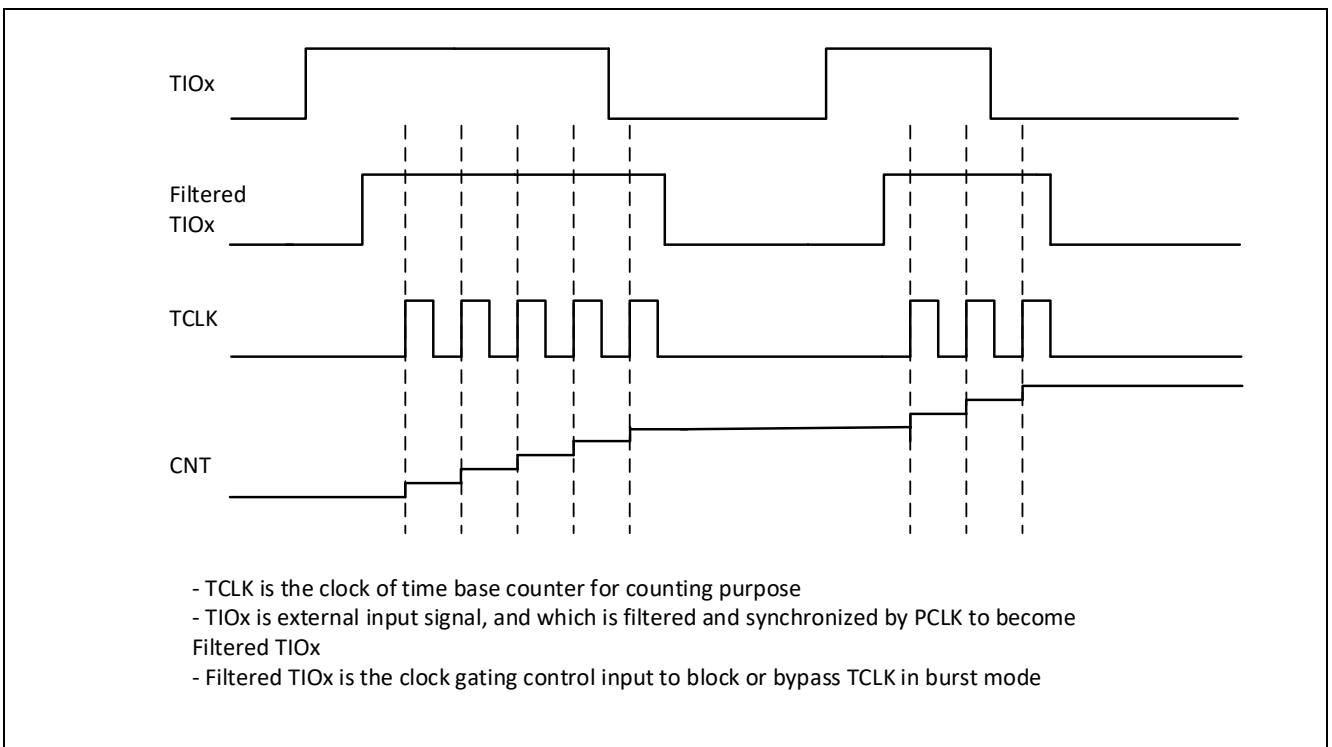 TIOx
Filtered
TIOx
TCLK
CNT
- TCLK is the clock of time base counter for counting purpose
- TIOx is external input signal, and which is filtered and synchronized by PCLK to become
Filtered TIOx
- Filtered TIOx is the clock gating control input to block or bypass TCLK in burst mode